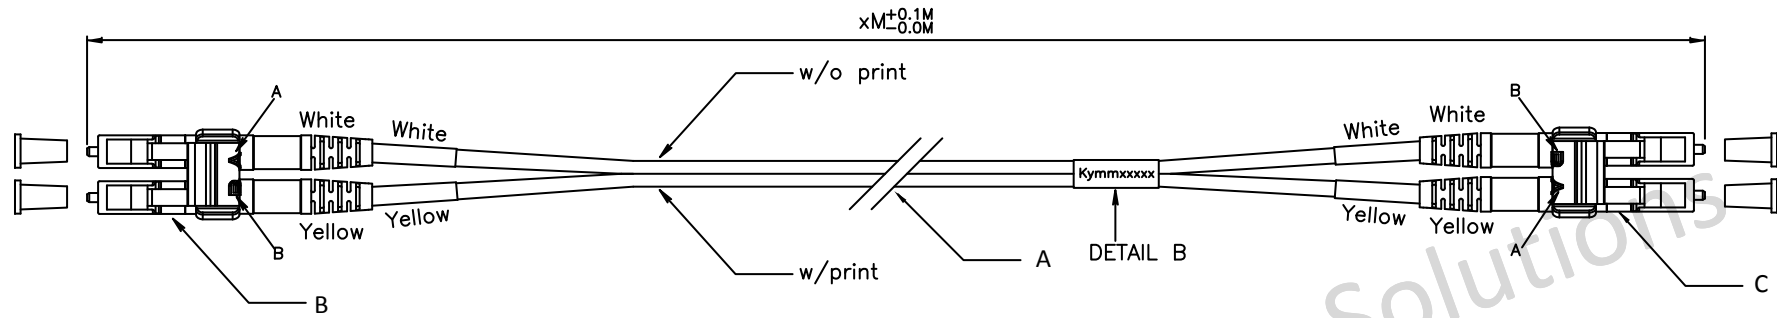 xM+0.1M
-0.0M
w/o print
A
White
White
B
White
White
Kymmxxxxx
Yellow
Yellow
B
w/print
A
DETAIL B
Yellow
Yellow
A
B
C
Solutions